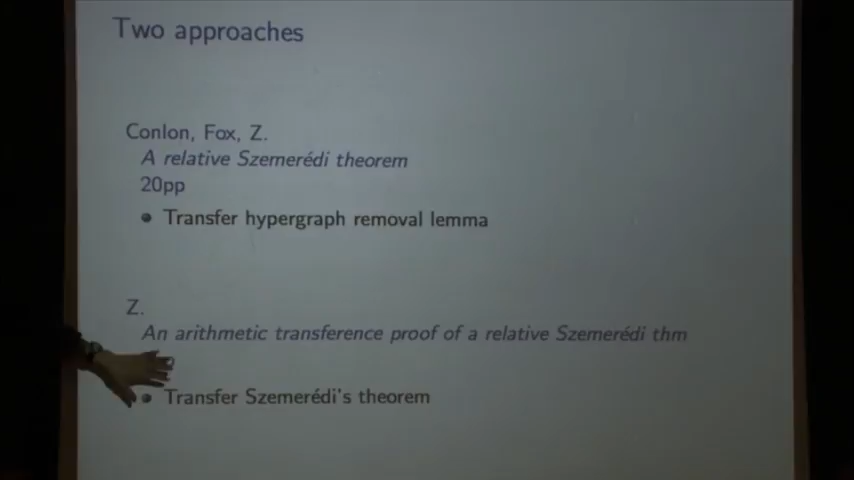 Two approaches
Conlon, Fox, Z.
A relative Szemerédi theorem
20pp
• Transfer hypergraph removal lemma
Z.
An arithmetic transference proof of a relative Szemerédi thm
• Transfer Szemerédi's theorem